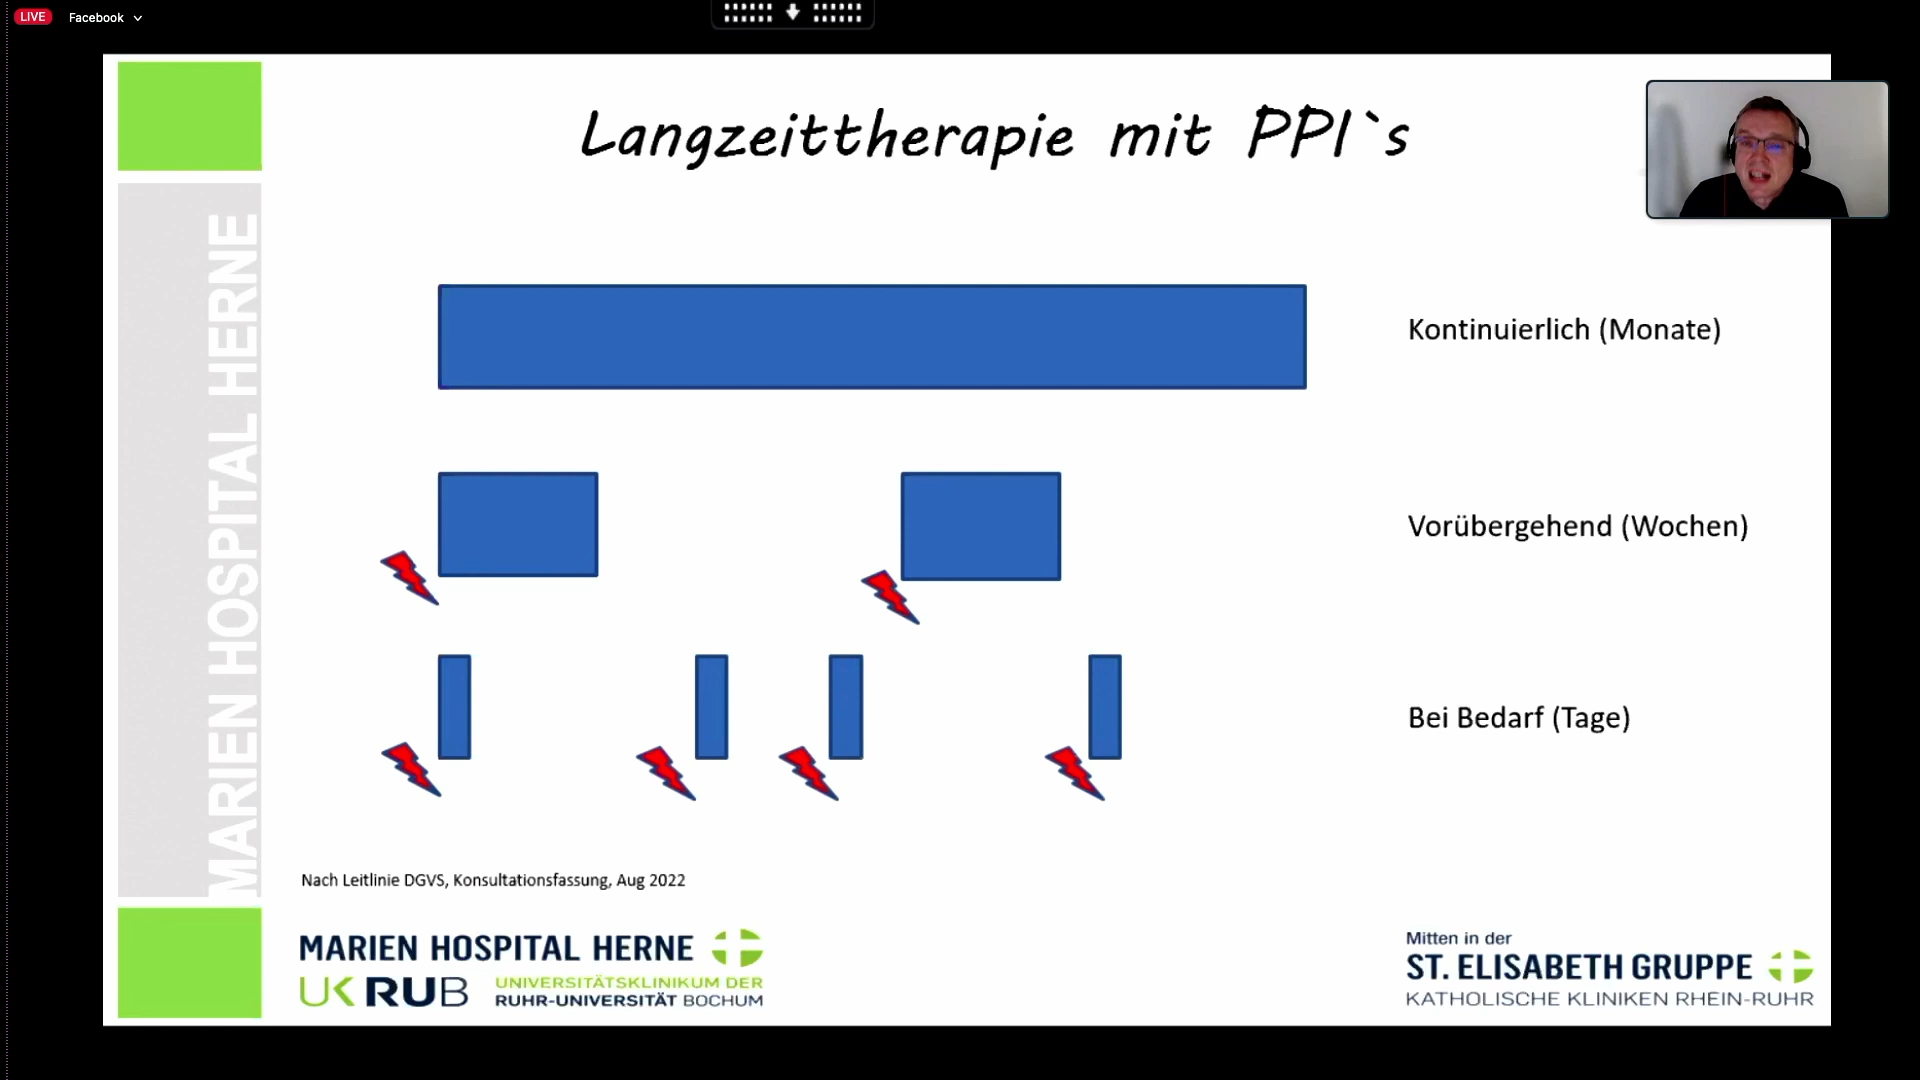 LIVE Facebook
Langzeittherapie mit PPI`s
MARIEN HOSPITAL HERNE
Kontinuierlich (Monate)
Vorübergehend (Wochen)
Bei Bedarf (Tage)
Nach Leitlinie DGVS, Konsultationsfassung, Aug 2022
MARIEN HOSPITAL HERNE
UK RUB UNIVERSITÄTSKLINIKUM DER
RUHR-UNIVERSITÄT BOCHUM
Mitten in der
ST. ELISABETH GRUPPE
KATHOLISCHE KLINIKEN RHEIN-RUHR